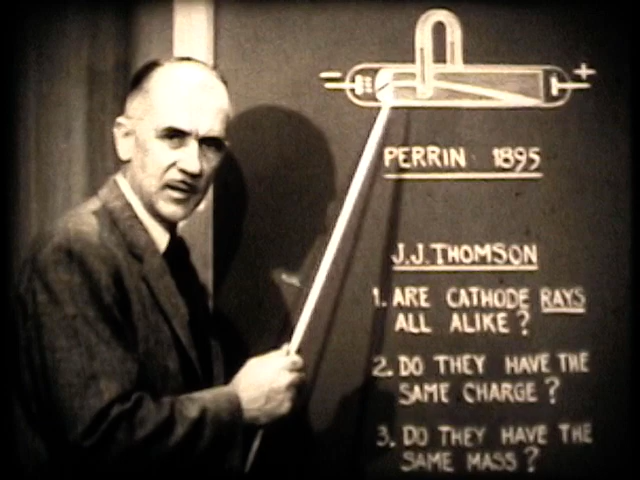 - +
PERRIN 1895
J.J. THOMSON
1. ARE CATHODE RAYS
ALL ALIKE?
2. DO THEY HAVE THE
SAME CHARGE?
3. DO THEY HAVE THE
SAME MASS?